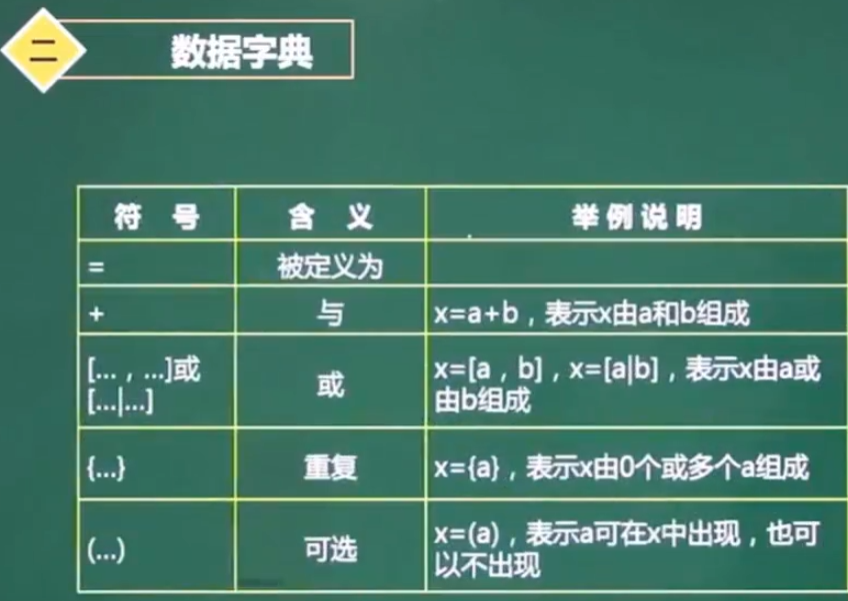 二
数据字典
符 号 含 义 举例说明
= 被定义为
+ 与 x=a+b，表示x由a和b组成
[...，...]或
[...|...]
或
x=[a，b]，x=[a|b]，表示x由a或
由b组成
{...} 重复 x={a}，表示x由0个或多个a组成
(...) 可选
x=(a)，表示a可在x中出现，也可
以不出现